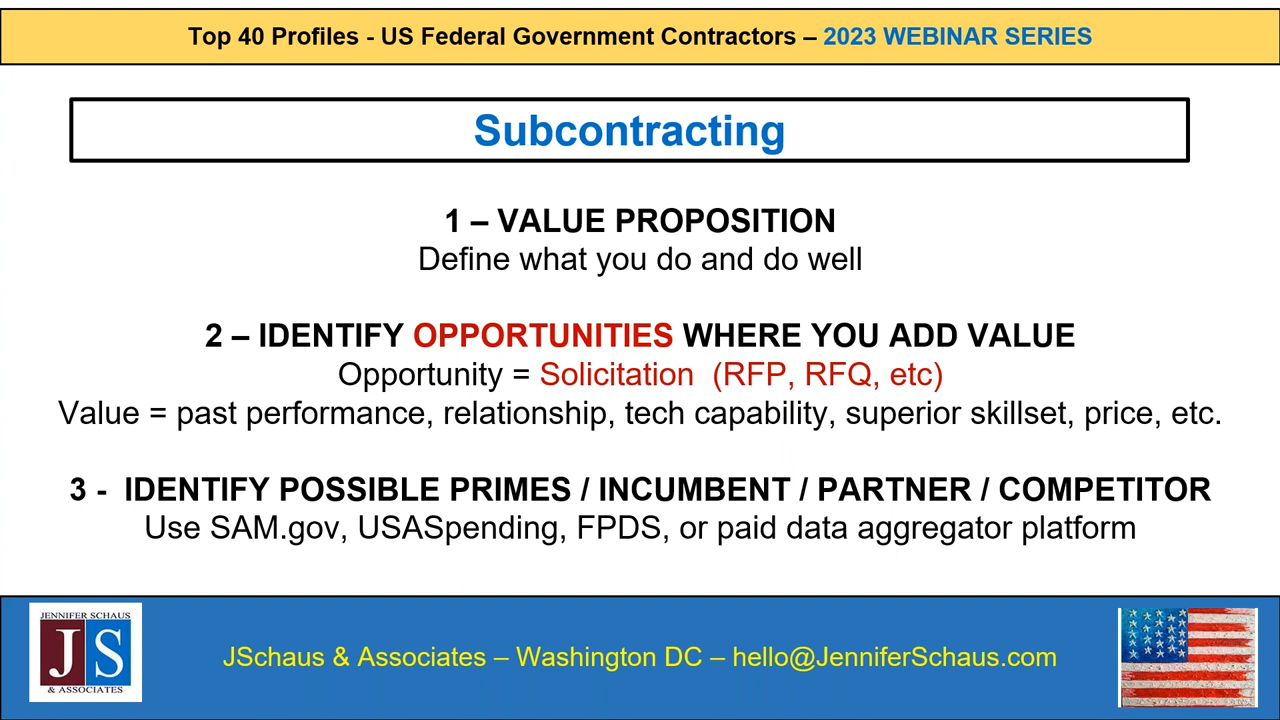 Top 40 Profiles - US Federal Government Contractors – 2023 WEBINAR SERIES
Subcontracting
1 – VALUE PROPOSITION
Define what you do and do well
2 – IDENTIFY OPPORTUNITIES WHERE YOU ADD VALUE
Opportunity = Solicitation (RFP, RFQ, etc)
Value = past performance, relationship, tech capability, superior skillset, price, etc.
3 - IDENTIFY POSSIBLE PRIMES / INCUMBENT / PARTNER / COMPETITOR
Use SAM.gov, USASpending, FPDS, or paid data aggregator platform
JENNIFER SCHAUS
JS
& ASSOCIATES
JSchaus & Associates – Washington DC – hello@JenniferSchaus.com